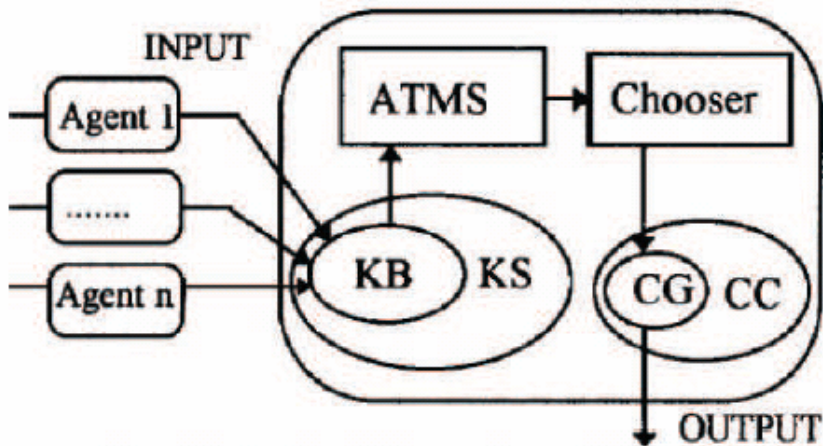 INPUT
ATMS
Chooser
Agent 1
.......
Agent n
KB
KS
CG
CC
OUTPUT